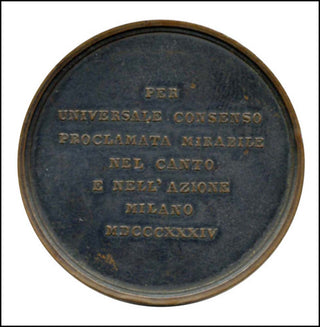 PER
UNIVERSALE CONSENSO
PROCLAMATA MIRABILE
NEL CANTO
E NELL'AZIONE
MILANO
MDCCCXXXIV